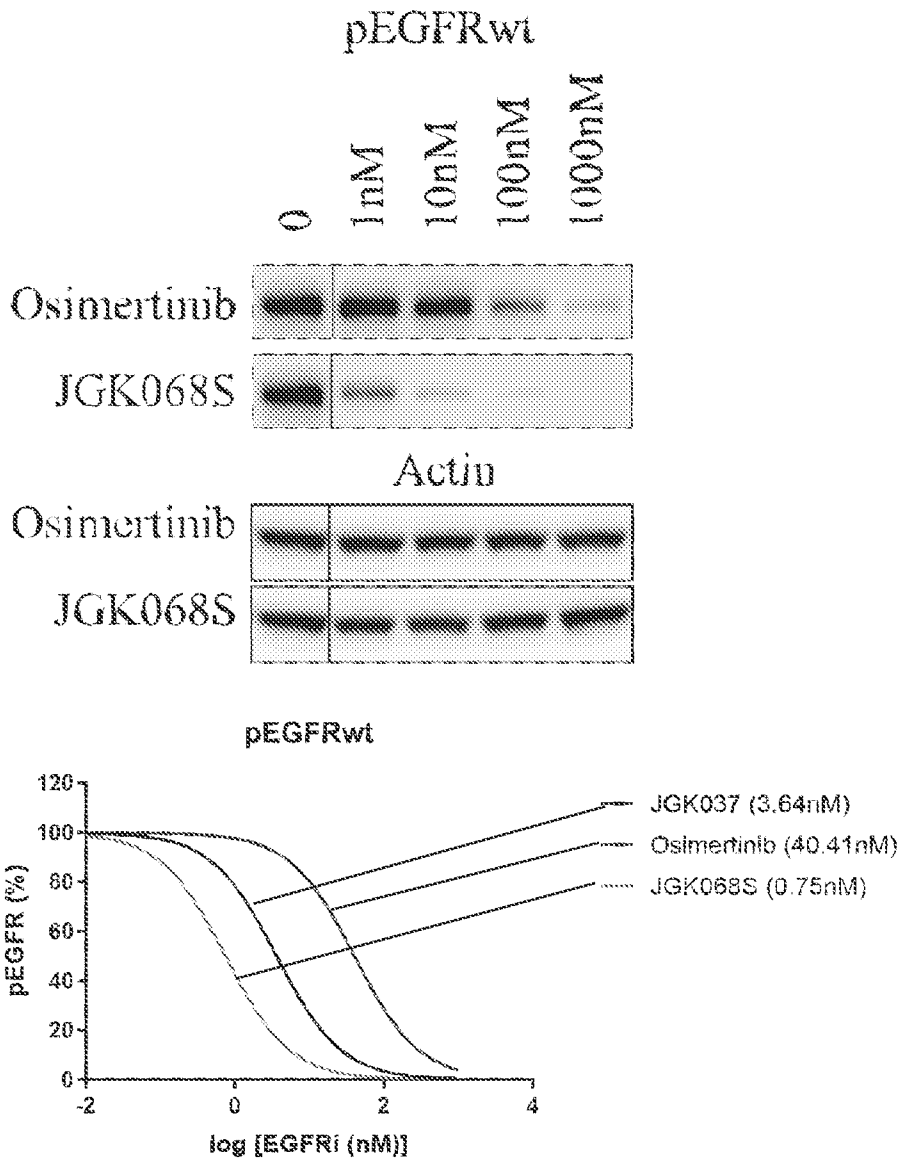 pEGFRwt
0 1nM 10nM 100nM 1000nM
Osimertinib
JGK068S
Actin
Osimertinib
JGK068S
pEGFRwt
120
100
80
60
40
20
0
pEGFR (%)
-2 0 2 4
log [EGFRi (nM)]
JGK037 (3.64nM)
Osimertinib (40.41nM)
JGK068S (0.75nM)